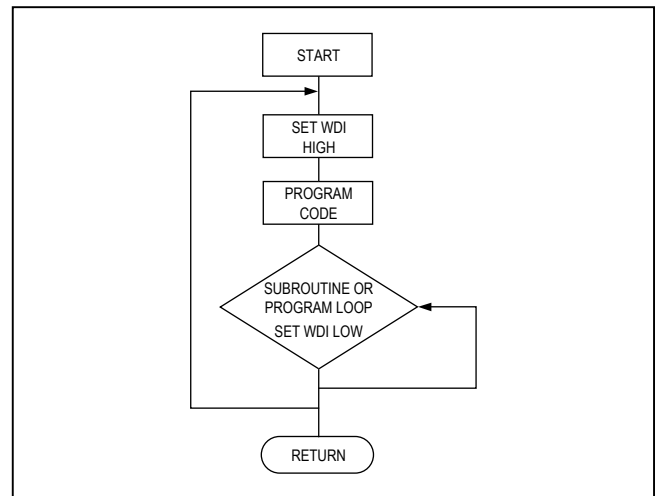 START
SET WDI
HIGH
PROGRAM
CODE
SUBROUTINE OR
PROGRAM LOOP
SET WDI LOW
RETURN